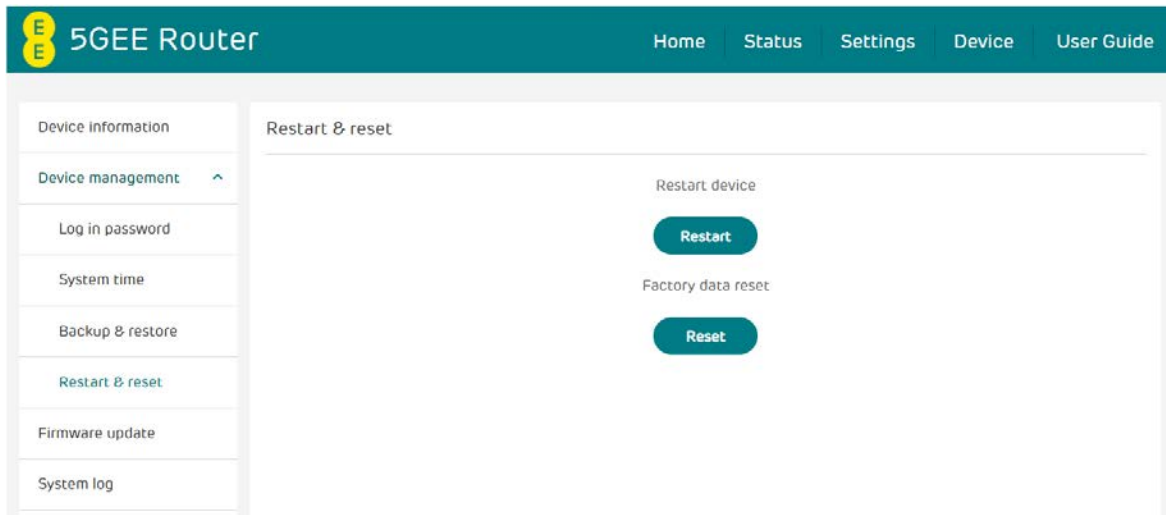 E
E
5GEE Router
Home Status Settings Device User Guide
Device information
Device management
Log in password
System time
Backup & restore
Restart & reset
Firmware update
System log
Restart & reset
Restart device
Restart
Factory data reset
Reset